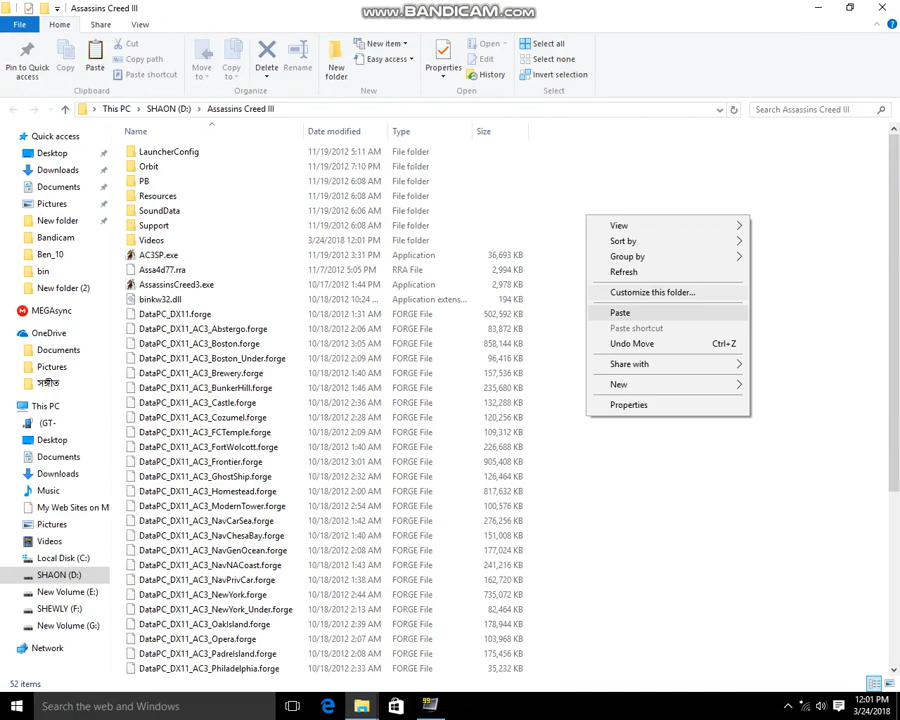 Assassins Creed III
www.BANDICAM.com
File Home Share View
Pin to Quick access
Copy
Paste
Cut
Copy path
Paste shortcut
Clipboard
Move to
Copy to
Delete
Rename
Organize
New folder
New item
Easy access
New
Properties
Open
Edit
History
Open
Select all
Select none
Invert selection
Select
This PC > SHAON (D:) > Assassins Creed III
Search Assassins Creed III
Name Date modified Type Size
Quick access
Desktop
Downloads
Documents
Pictures
New folder
Bandicam
Ben_10
bin
New folder (2)
MEGAsync
OneDrive
Documents
Pictures
সঙ্গীত
This PC
(GT-
Desktop
Documents
Downloads
Music
My Web Sites on M
Pictures
Videos
Local Disk (C:)
SHAON (D:)
New Volume (E:)
SHEWLY (F:)
New Volume (G:)
Network
LauncherConfig 11/19/2012 5:11 AM File folder
Orbit 11/19/2012 7:10 PM File folder
PB 11/19/2012 6:08 AM File folder
Resources 11/19/2012 6:08 AM File folder
SoundData 11/19/2012 6:06 AM File folder
Support 11/19/2012 6:08 AM File folder
Videos 3/24/2018 12:01 PM File folder
AC3SP.exe 11/19/2012 3:31 PM Application 36,693 KB
Assa4d77.rra 11/7/2012 5:05 PM RRA File 2,994 KB
AssassinsCreed3.exe 10/17/2012 1:44 PM Application 2,978 KB
binkw32.dll 10/18/2012 10:24 ... Application extens... 194 KB
DataPC.forge 10/18/2012 1:31 AM FORGE File 502,592 KB
DataPC_DX11_AC3_Abstergo.forge 10/18/2012 2:06 AM FORGE File 83,872 KB
DataPC_DX11_AC3_Boston.forge 10/18/2012 3:05 AM FORGE File 858,144 KB
DataPC_DX11_AC3_Boston_Under.forge 10/18/2012 2:08 AM FORGE File 96,416 KB
DataPC_DX11_AC3_Brewery.forge 10/18/2012 1:40 AM FORGE File 157,536 KB
DataPC_DX11_AC3_BunkerHill.forge 10/18/2012 2:38 AM FORGE File 235,680 KB
DataPC_DX11_AC3_Castle.forge 10/18/2012 2:36 AM FORGE File 132,288 KB
DataPC_DX11_AC3_Cozumel.forge 10/18/2012 2:09 AM FORGE File 120,256 KB
DataPC_DX11_AC3_FCTemple.forge 10/18/2012 2:09 AM FORGE File 109,312 KB
DataPC_DX11_AC3_FortWolcott.forge 10/18/2012 1:40 AM FORGE File 226,688 KB
DataPC_DX11_AC3_Frontier.forge 10/18/2012 3:01 AM FORGE File 905,408 KB
DataPC_DX11_AC3_GhostShip.forge 10/18/2012 2:32 AM FORGE File 126,464 KB
DataPC_DX11_AC3_Homestead.forge 10/18/2012 2:00 AM FORGE File 817,632 KB
DataPC_DX11_AC3_ModernTower.forge 10/18/2012 2:54 AM FORGE File 100,576 KB
DataPC_DX11_AC3_NavCarSea.forge 10/18/2012 1:42 AM FORGE File 276,256 KB
DataPC_DX11_AC3_NavChesaBay.forge 10/18/2012 1:40 AM FORGE File 151,008 KB
DataPC_DX11_AC3_NavGenOcean.forge 10/18/2012 2:08 AM FORGE File 177,024 KB
DataPC_DX11_AC3_NavNACoast.forge 10/18/2012 1:43 AM FORGE File 241,216 KB
DataPC_DX11_AC3_NavPrivCar.forge 10/18/2012 1:38 AM FORGE File 162,720 KB
DataPC_DX11_AC3_NewYork.forge 10/18/2012 2:44 AM FORGE File 735,072 KB
DataPC_DX11_AC3_NewYork_Under.forge 10/18/2012 2:13 AM FORGE File 82,464 KB
DataPC_DX11_AC3_OakIsland.forge 10/18/2012 2:39 AM FORGE File 178,944 KB
DataPC_DX11_AC3_Opera.forge 10/18/2012 2:07 AM FORGE File 103,968 KB
DataPC_DX11_AC3_PadreIsland.forge 10/18/2012 2:08 AM FORGE File 175,456 KB
DataPC_DX11_AC3_Philadelphia.forge 10/18/2012 2:33 AM FORGE File 35,232 KB
View
Sort by
Group by
Refresh
Customize this folder...
Paste
Paste shortcut
Undo Move Ctrl+Z
Share with
New
Properties
52 items
Search the web and Windows
99
12:01 PM
3/24/2018